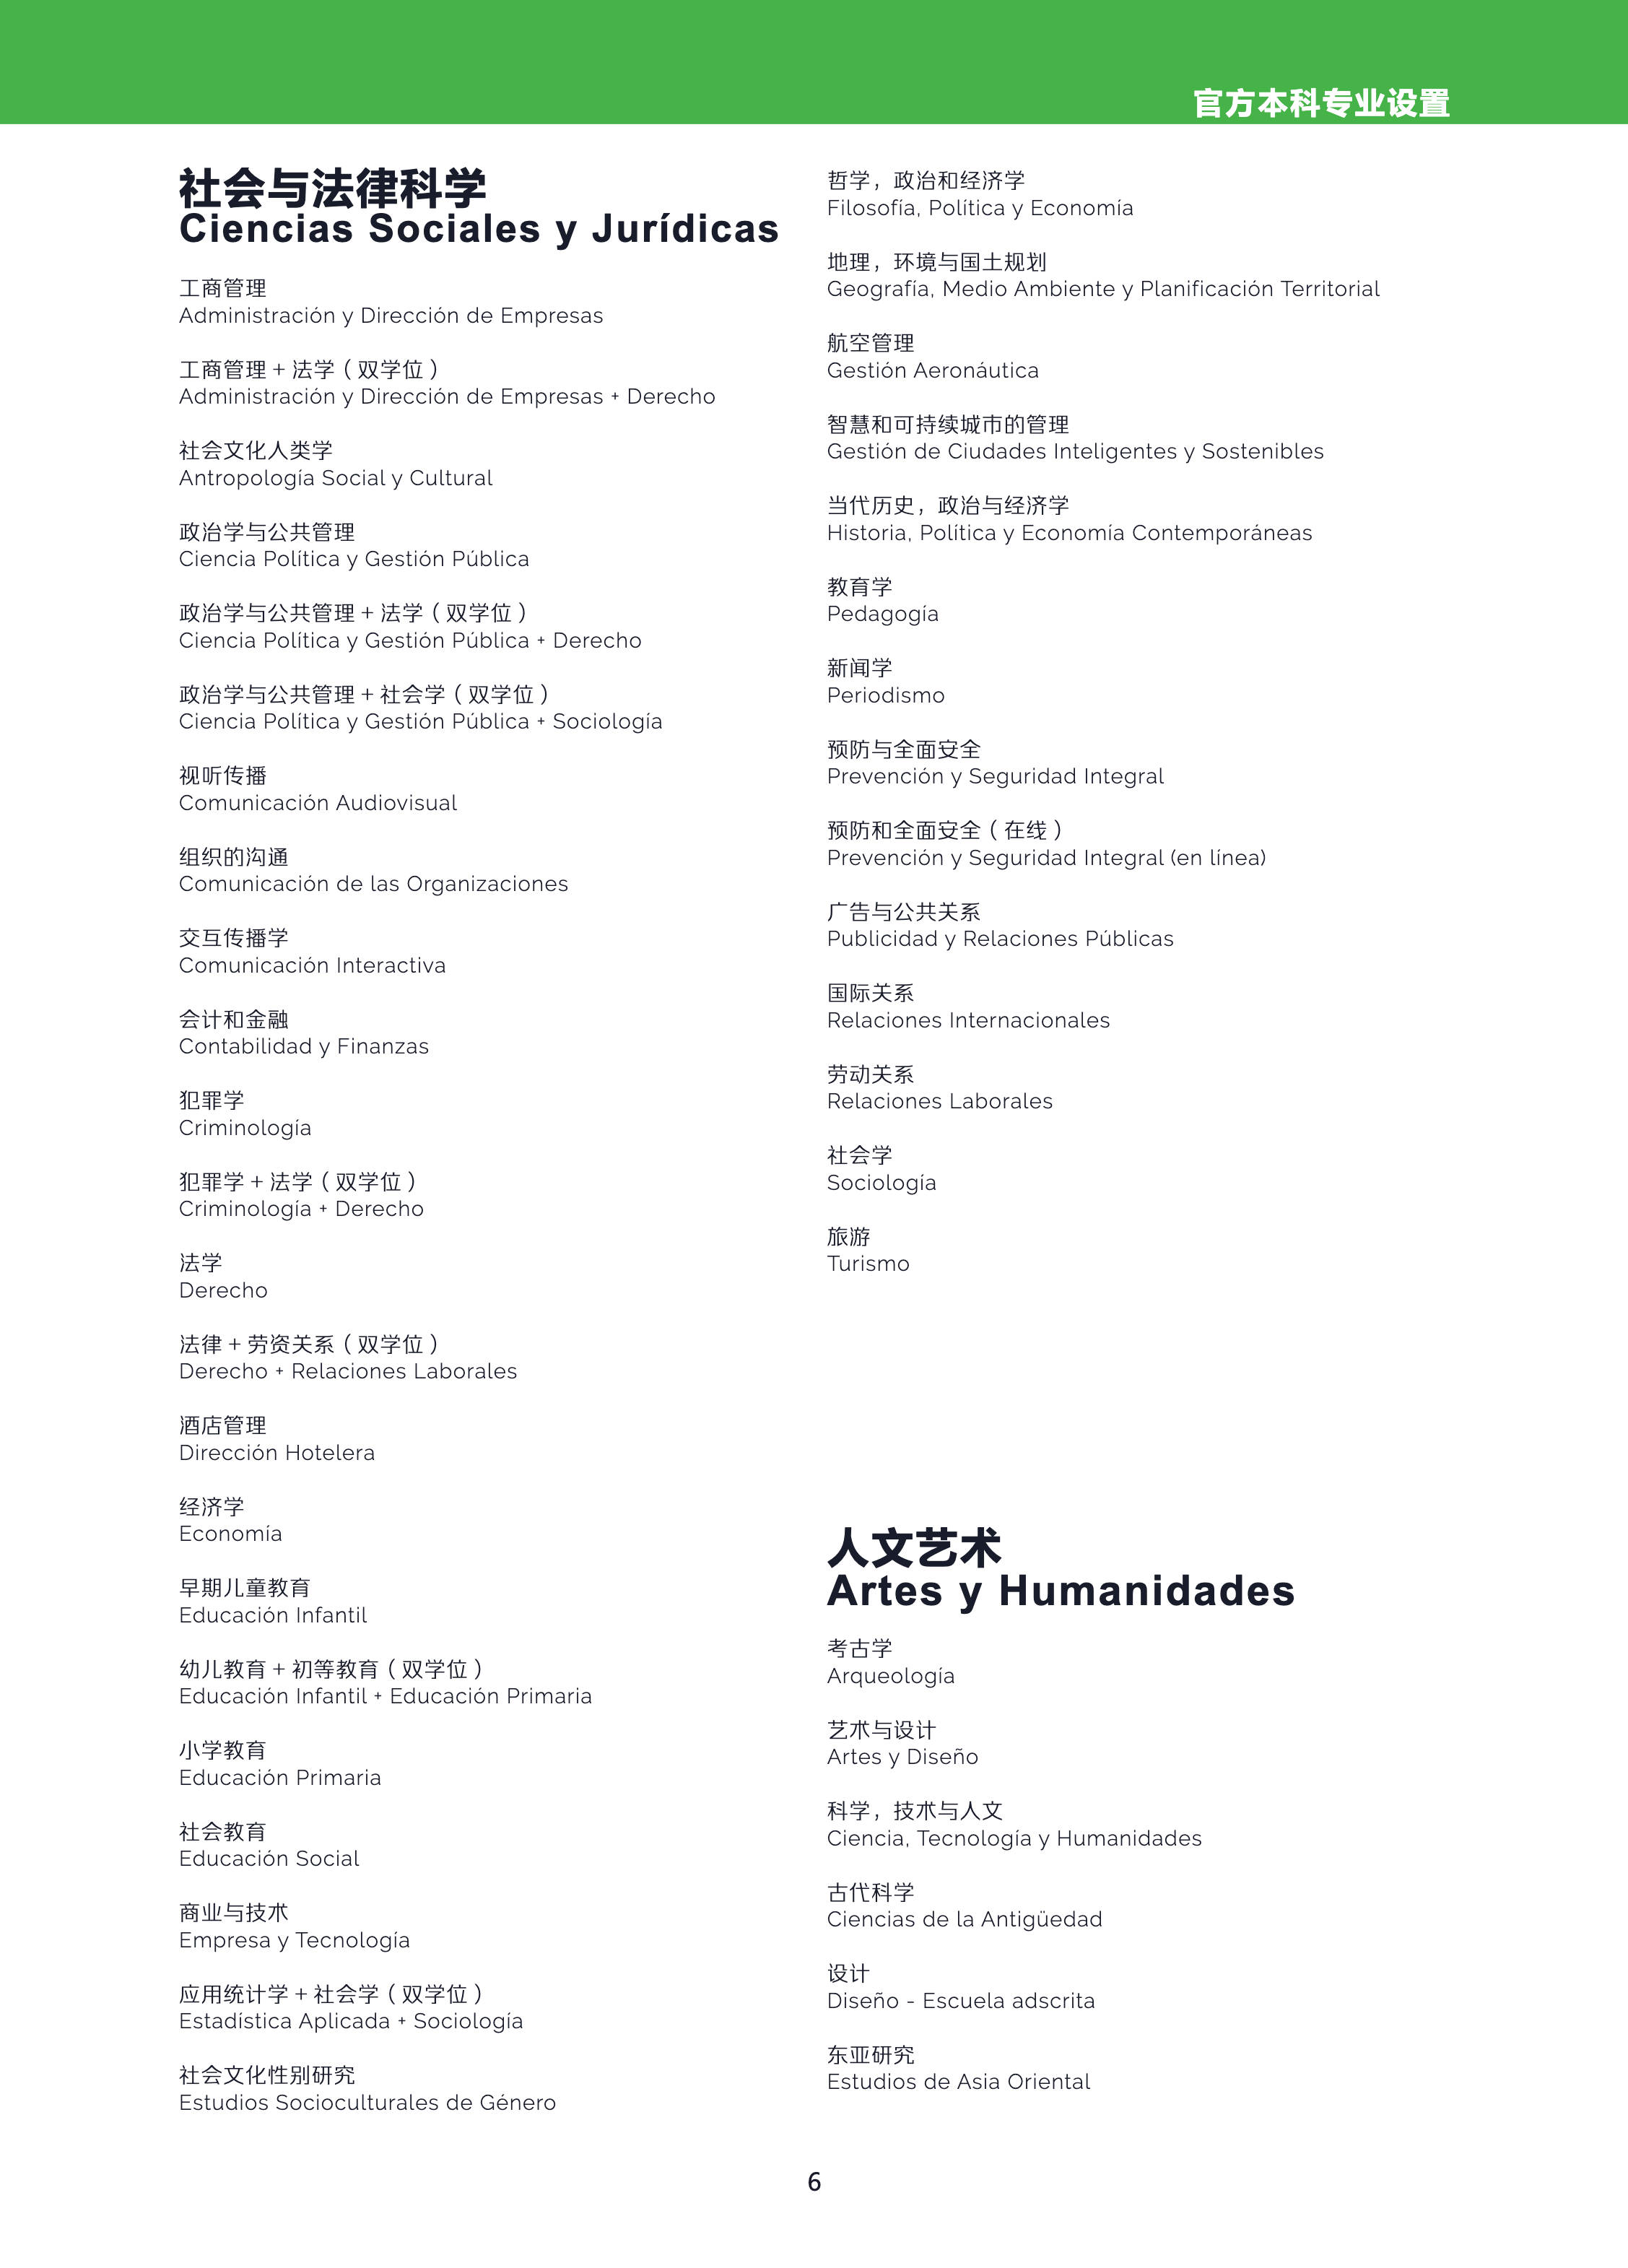 官方本科专业设置
社会与法律科学
Ciencias Sociales y Jurídicas
工商管理
Administración y Dirección de Empresas
工商管理 + 法学（双学位）
Administración y Dirección de Empresas + Derecho
社会文化人类学
Antropología Social y Cultural
政治学与公共管理
Ciencia Política y Gestión Pública
政治学与公共管理 + 法学（双学位）
Ciencia Política y Gestión Pública + Derecho
政治学与公共管理 + 社会学（双学位）
Ciencia Política y Gestión Pública + Sociología
视听传播
Comunicación Audiovisual
组织的沟通
Comunicación de las Organizaciones
交互传播学
Comunicación Interactiva
会计和金融
Contabilidad y Finanzas
犯罪学
Criminología
犯罪学 + 法学（双学位）
Criminología + Derecho
法学
Derecho
法律 + 劳资关系（双学位）
Derecho + Relaciones Laborales
酒店管理
Dirección Hotelera
经济学
Economía
早期儿童教育
Educación Infantil
幼儿教育 + 初等教育（双学位）
Educación Infantil + Educación Primaria
小学教育
Educación Primaria
社会教育
Educación Social
商业与技术
Empresa y Tecnología
应用统计学 + 社会学（双学位）
Estadística Aplicada + Sociología
社会文化性别研究
Estudios Socioculturales de Género
哲学，政治和经济学
Filosofía, Política y Economía
地理，环境与国土规划
Geografía, Medio Ambiente y Planificación Territorial
航空管理
Gestión Aeronáutica
智慧和可持续城市的管理
Gestión de Ciudades Inteligentes y Sostenibles
当代历史，政治与经济学
Historia, Política y Economía Contemporáneas
教育学
Pedagogía
新闻学
Periodismo
预防与全面安全
Prevención y Seguridad Integral
预防和全面安全（在线）
Prevención y Seguridad Integral (en línea)
广告与公共关系
Publicidad y Relaciones Públicas
国际关系
Relaciones Internacionales
劳动关系
Relaciones Laborales
社会学
Sociología
旅游
Turismo
人文艺术
Artes y Humanidades
考古学
Arqueología
艺术与设计
Artes y Diseño
科学，技术与人文
Ciencia, Tecnología y Humanidades
古代科学
Ciencias de la Antigüedad
设计
Diseño - Escuela adscrita
东亚研究
Estudios de Asia Oriental
6